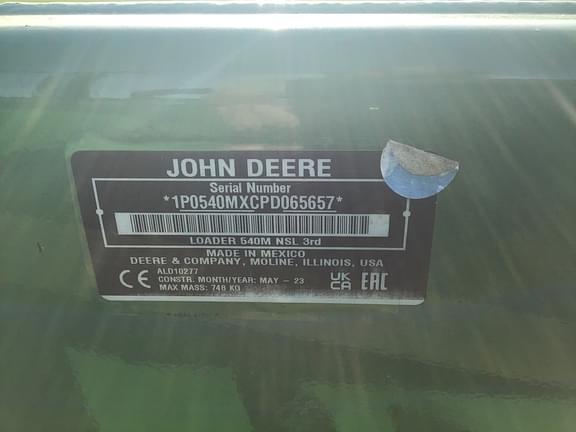 JOHN DEERE
Serial Number
*1P0540MXCPD065657*
LOADER 540M NSL 3rd
MADE IN MEXICO
DEERE & COMPANY, MOLINE, ILLINOIS, USA
ALD10277
CONSTR. MONTH/YEAR: MAY - 23
MAX MASS: 748 KG
CE
UK
CA
EAC